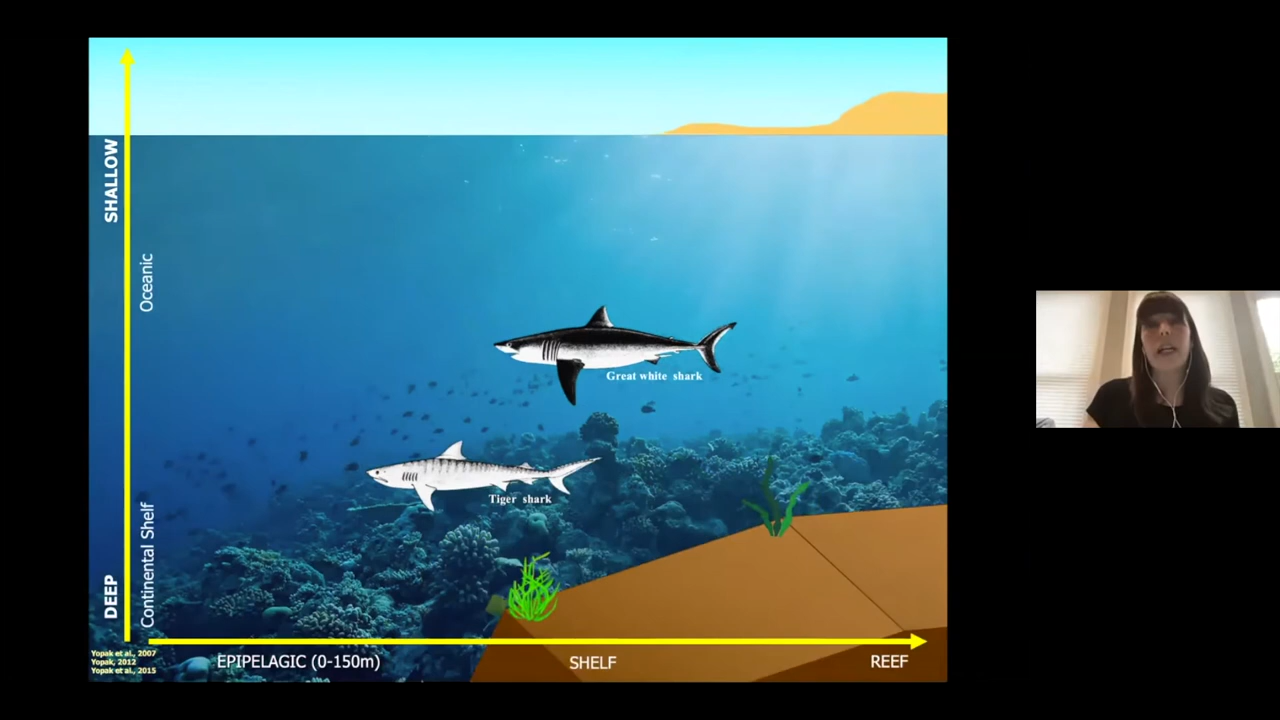 SHALLOW
Oceanic
Great white shark
Tiger shark
Continental Shelf
DEEP
Yopak et al., 2007
Yopak, 2012
Yopak et al., 2015
EPIPELAGIC (0-150m)
SHELF
REEF